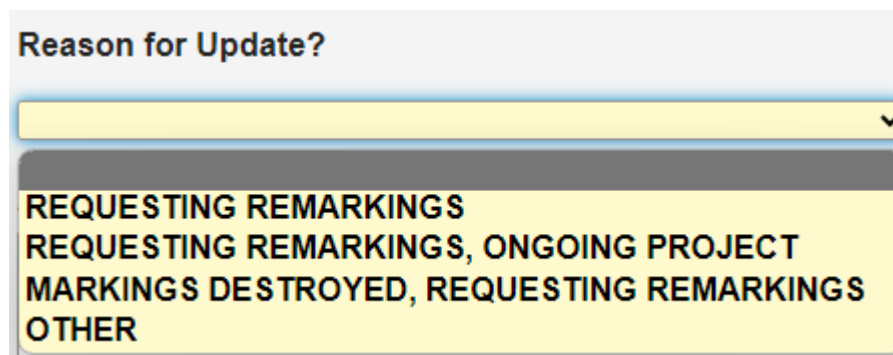 Reason for Update?
REQUESTING REMARKINGS
REQUESTING REMARKINGS, ONGOING PROJECT
MARKINGS DESTROYED, REQUESTING REMARKINGS
OTHER